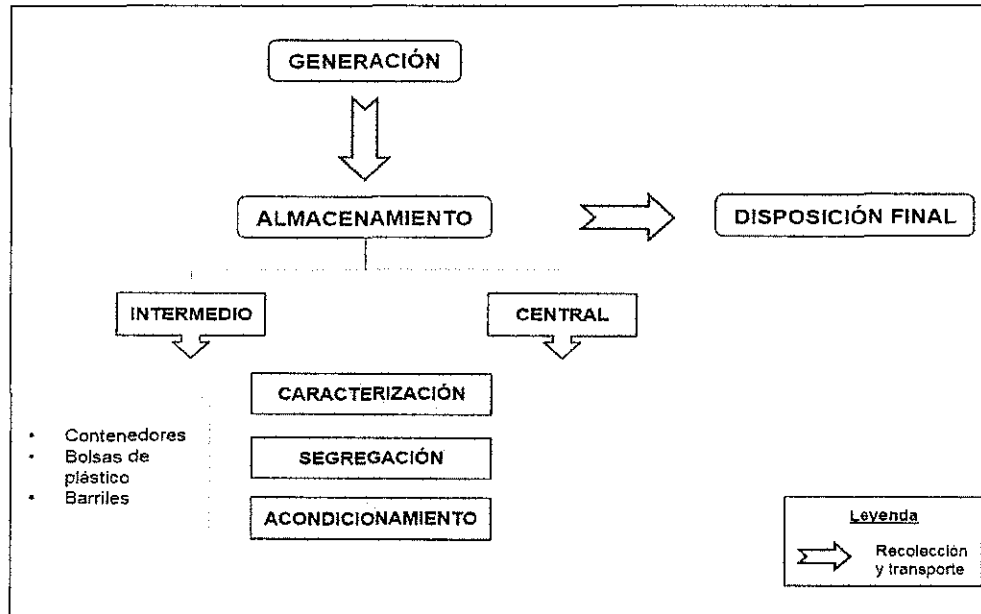 GENERACIÓN
ALMACENAMIENTO
DISPOSICIÓN FINAL
INTERMEDIO
CENTRAL
CARACTERIZACIÓN
• Contenedores
• Bolsas de
plástico
• Barriles
SEGREGACIÓN
ACONDICIONAMIENTO
Leyenda
Recolección
y transporte